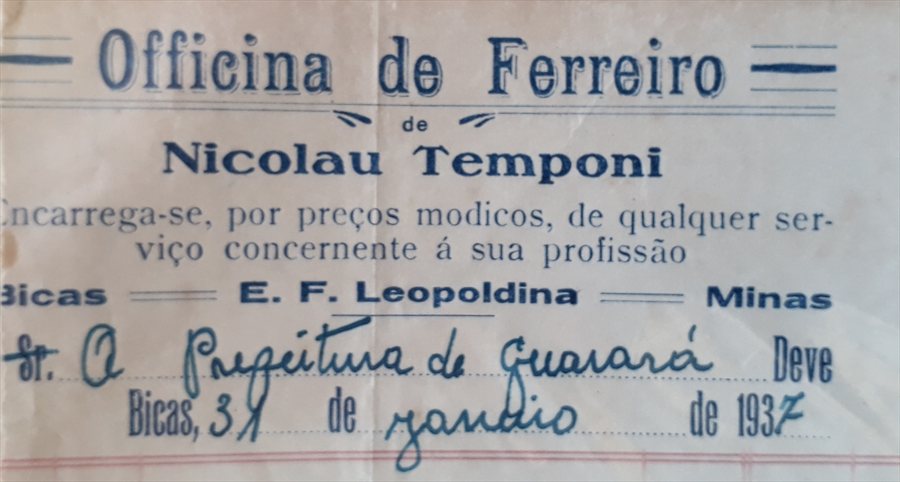 Officina de Ferreiro
de
Nicolau Temponi
Encarrega-se, por preços modicos, de qualquer ser-
viço concernente á sua profissão
Bicas E. F. Leopoldina Minas
Sr. A Prefeitura de Guarará Deve
Bicas, 31 de janeiro de 1937